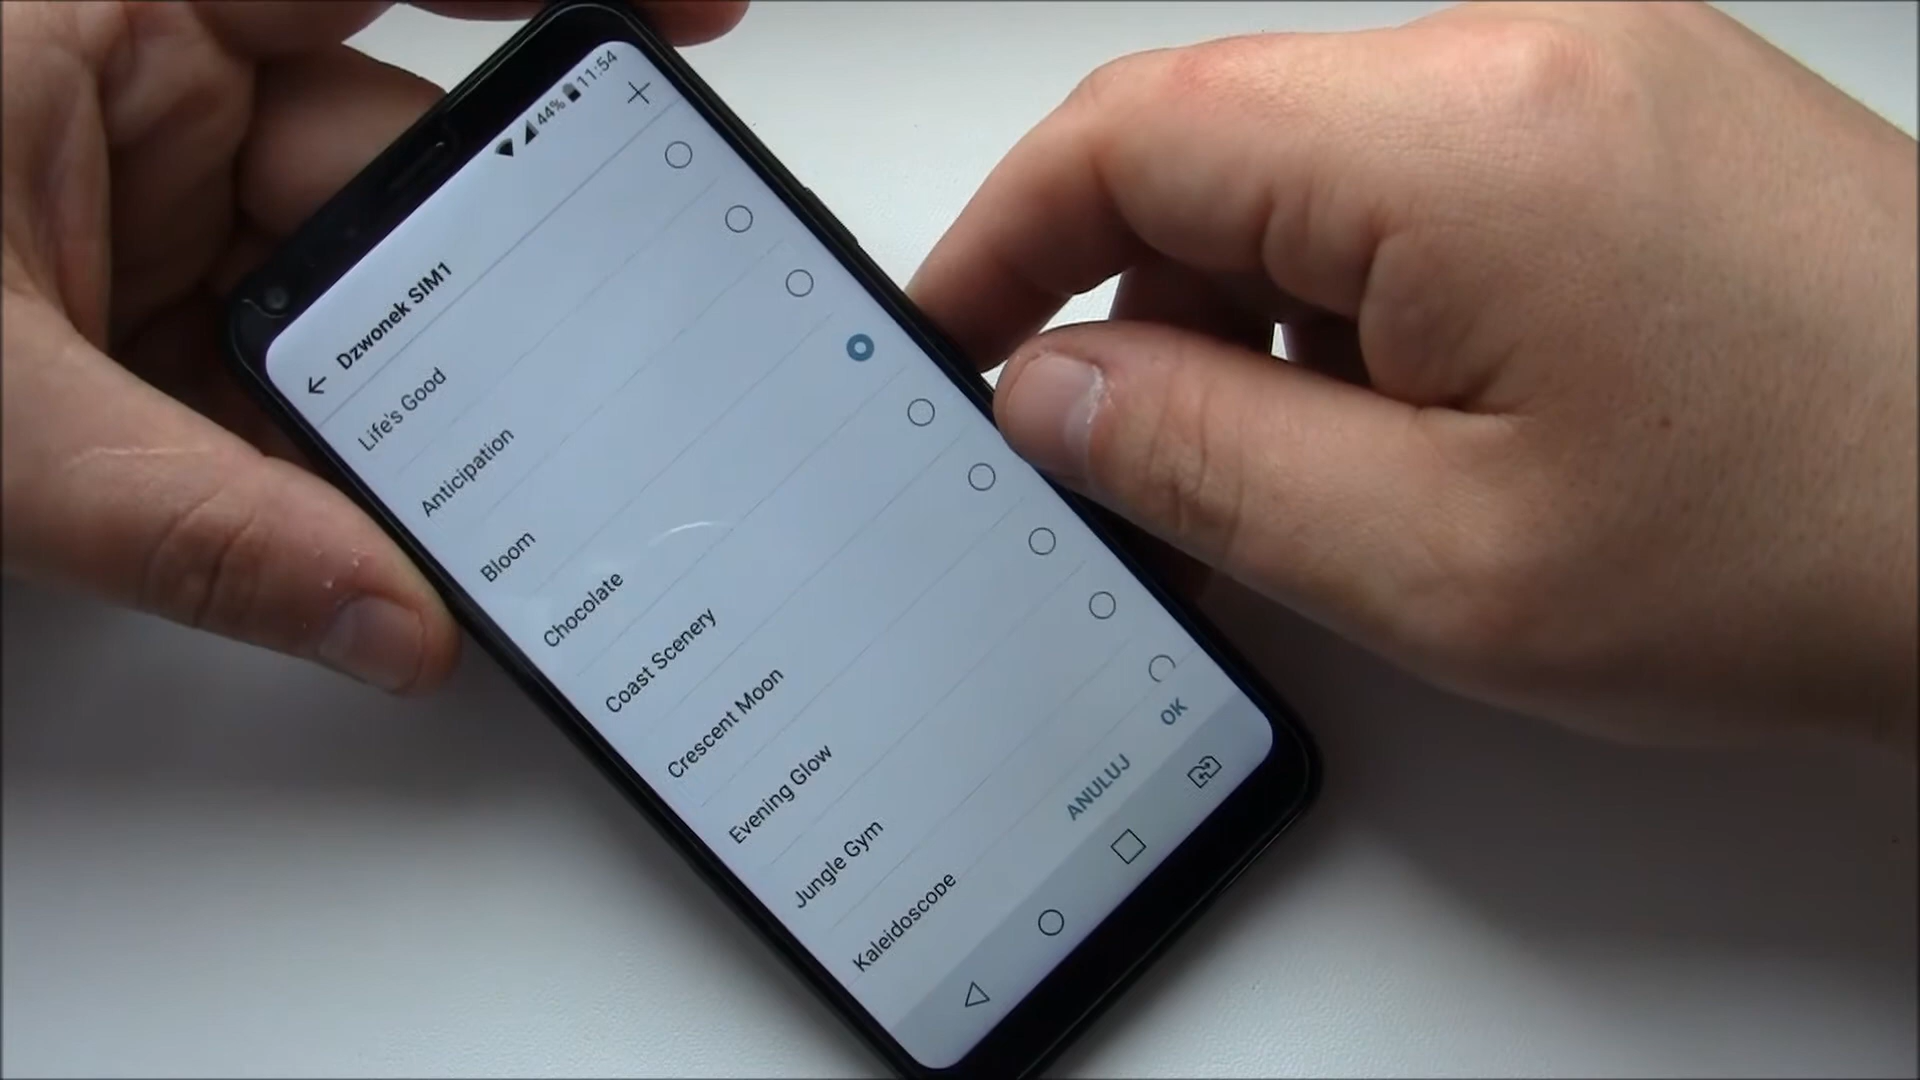 44% 11:54
Dzwonek SIM1
Life's Good
Anticipation
Bloom
Chocolate
Coast Scenery
Crescent Moon
Evening Glow
Jungle Gym
Kaleidoscope
ANULUJ OK